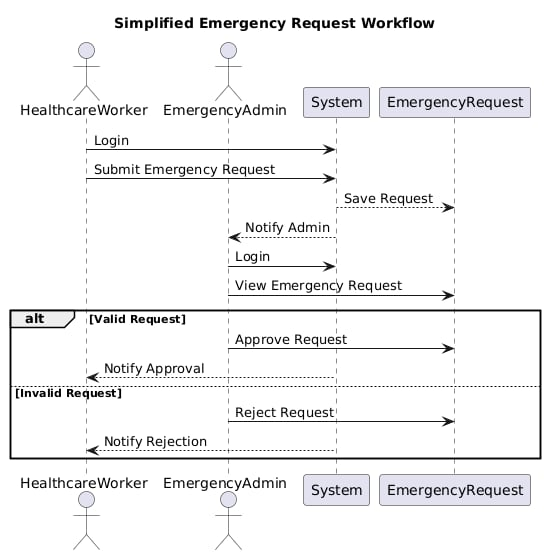 Simplified Emergency Request Workflow
HealthcareWorker EmergencyAdmin System EmergencyRequest
Login
Submit Emergency Request
Save Request
Notify Admin
Login
View Emergency Request
alt [Valid Request]
Approve Request
Notify Approval
[Invalid Request]
Reject Request
Notify Rejection
HealthcareWorker EmergencyAdmin System EmergencyRequest